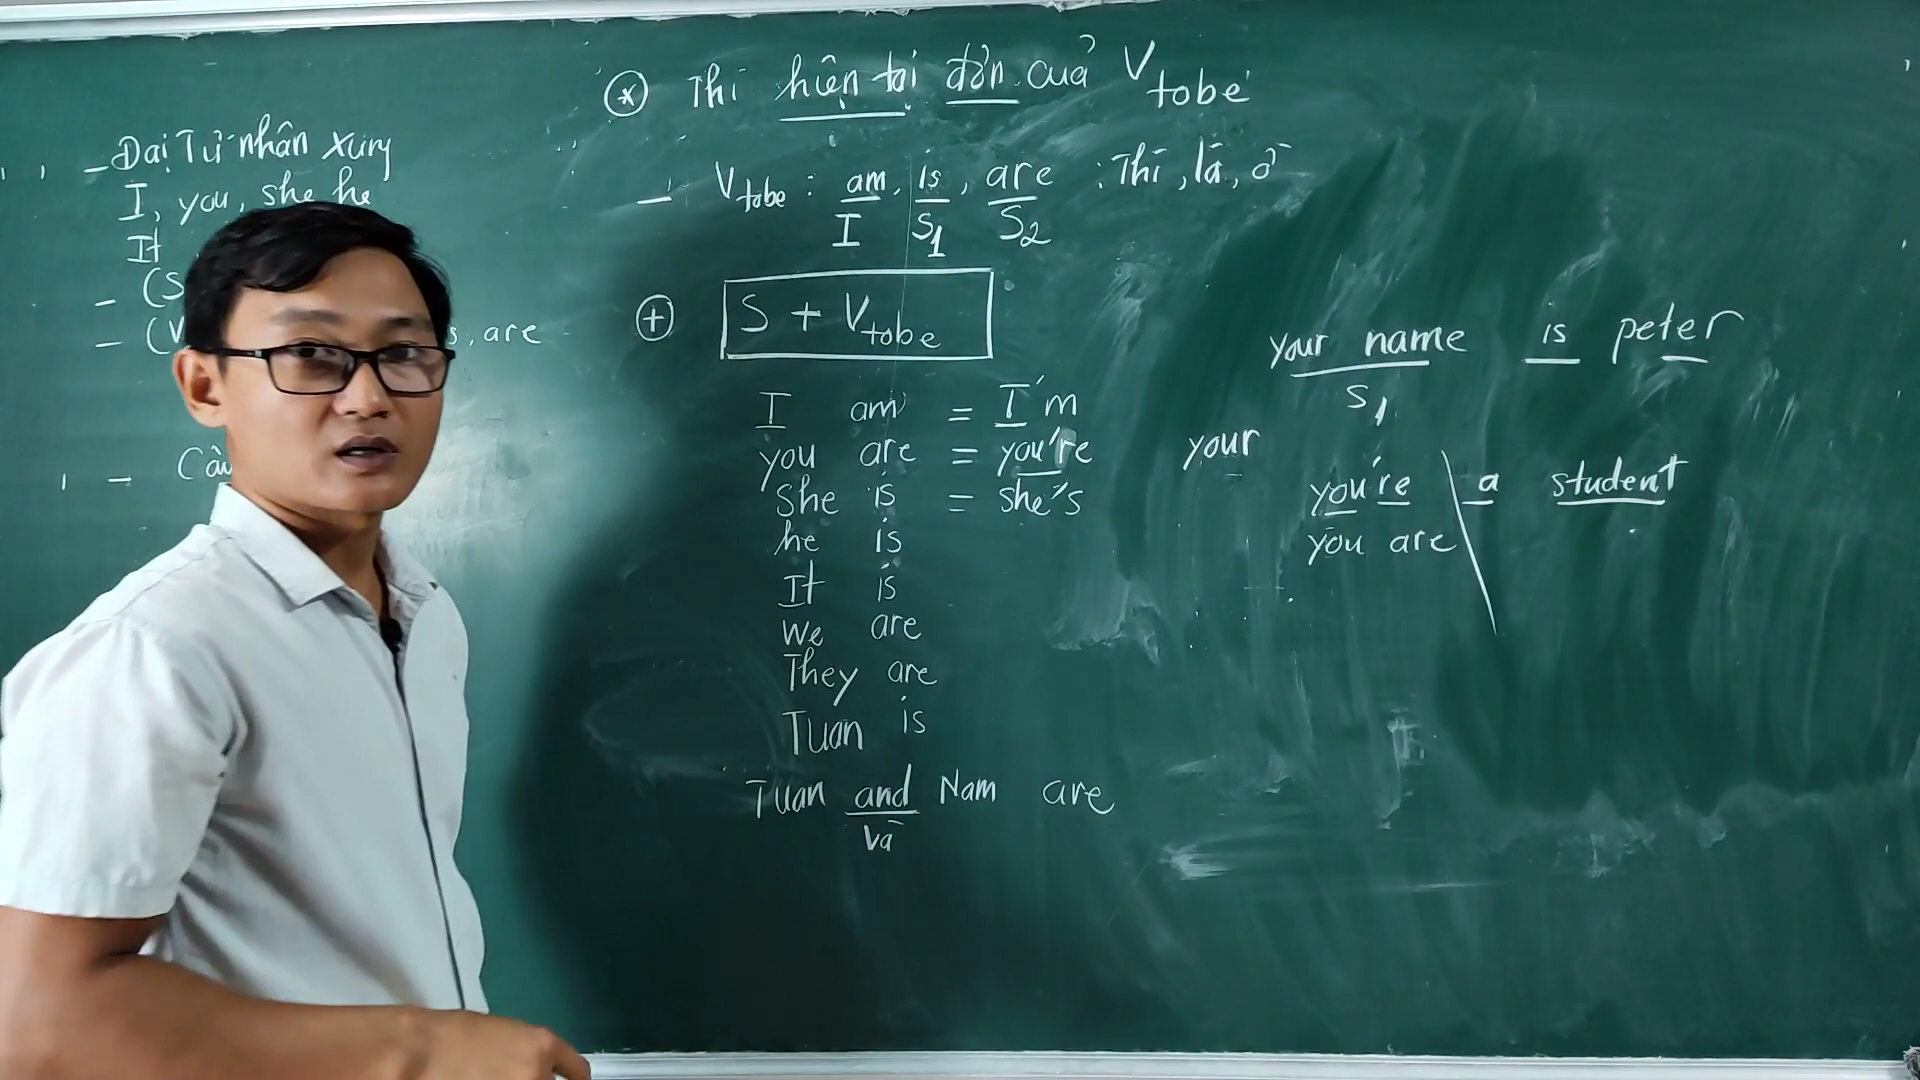 - Đại Từ nhân xưng
I, you, she he
It
- (S
- (V s, are
- Câu
* Thì hiện tại đơn của V tobe
- V tobe : am, is, are : Thì, là, ở
I S1 S2
+ S + V tobe
I am = I'm
you are = you're
She is = she's
he is
It is
We are
They are
Tuan is
Tuan and Nam are
và
your name is peter
S1
your
you're a student
you are